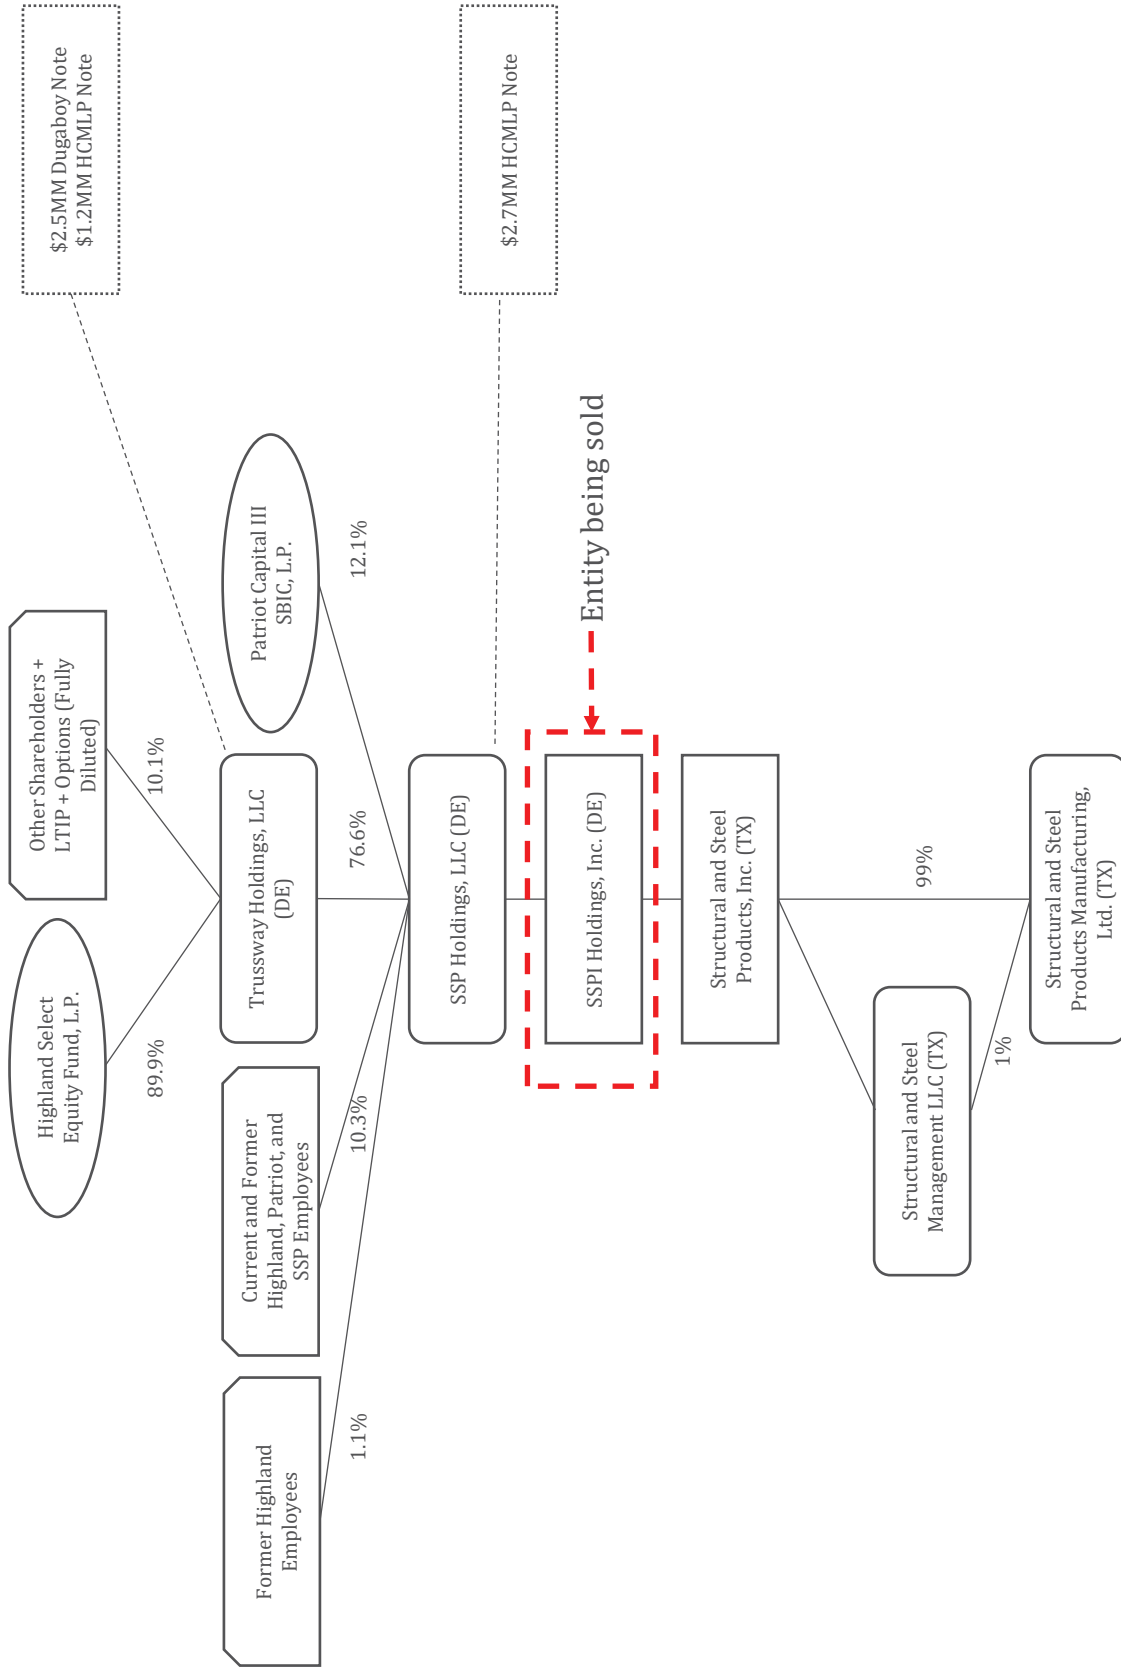 Highland Select
Equity Fund, L.P.
Other Shareholders +
LTIP + Options (Fully
Diluted)
$2.5MM Dugaboy Note
$1.2MM HCMLP Note
89.9%
10.1%
Former Highland
Employees
Current and Former
Highland, Patriot, and
SSP Employees
Trussway Holdings, LLC
(DE)
Patriot Capital III
SBIC, L.P.
1.1%
10.3%
76.6%
12.1%
SSP Holdings, LLC (DE)
$2.7MM HCMLP Note
SSPI Holdings, Inc. (DE)
Entity being sold
Structural and Steel
Products, Inc. (TX)
Structural and Steel
Management LLC (TX)
99%
1%
Structural and Steel
Products Manufacturing,
Ltd. (TX)